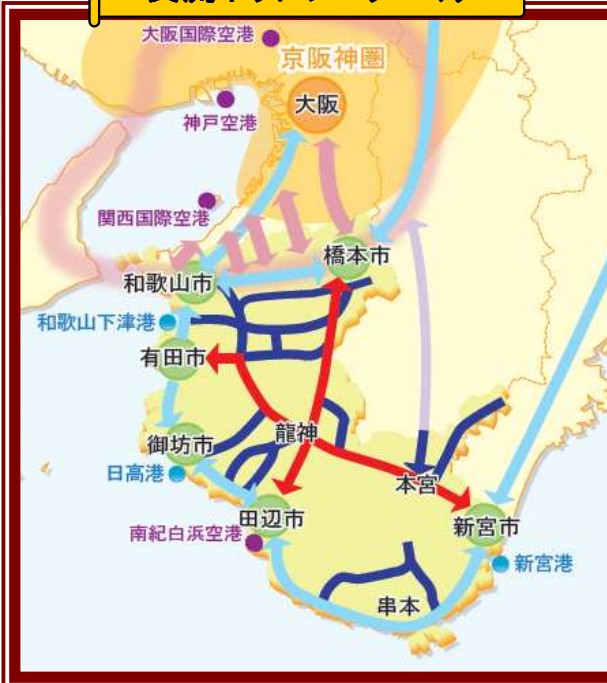 大阪国際空港
京阪神圏
大阪
神戸空港
関西国際空港
橋本市
和歌山市
和歌山下津港
有田市
龍神
御坊市
日高港
本宮
田辺市
新宮市
南紀白浜空港
新宮港
串本